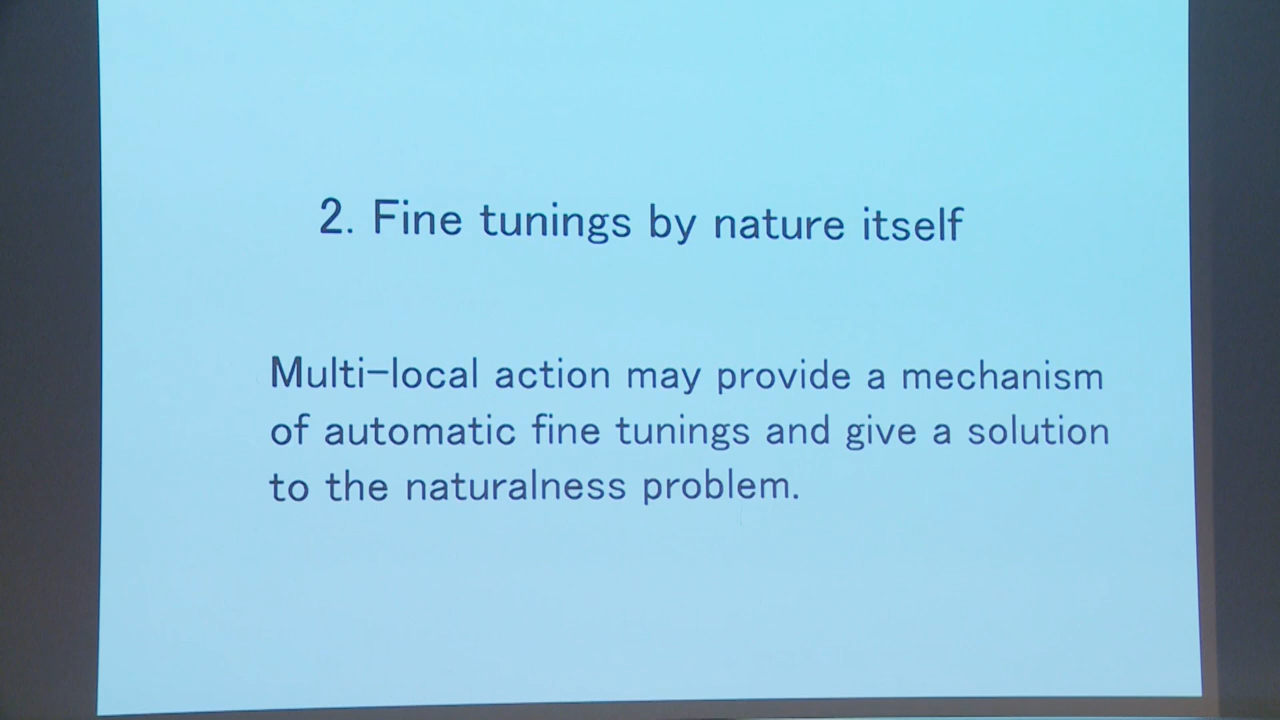 2. Fine tunings by nature itself
Multi-local action may provide a mechanism
of automatic fine tunings and give a solution
to the naturalness problem.